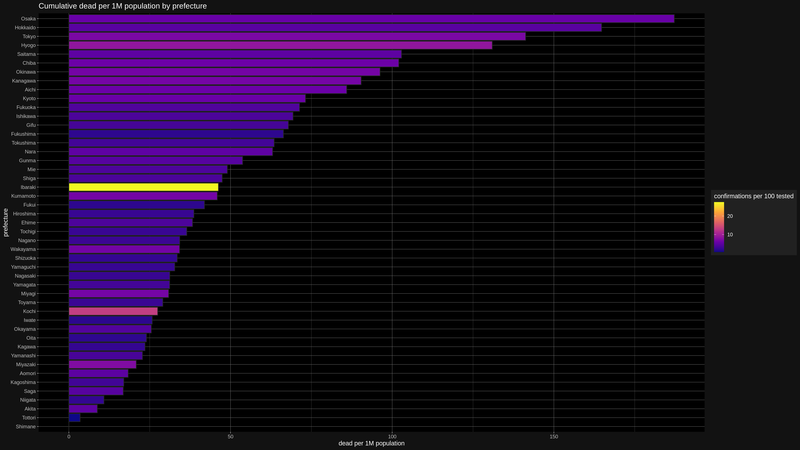 Cumulative dead per 1M population by prefecture
Osaka
Hokkaido
Tokyo
Hyogo
Saitama
Chiba
Okinawa
Kanagawa
Aichi
Kyoto
Fukuoka
Ishikawa
Gifu
Fukushima
Tokushima
Nara
Gunma
Mie
Shiga
Ibaraki
Kumamoto
Fukui
Hiroshima
Ehime
Tochigi
Nagano
Wakayama
Shizuoka
Yamaguchi
Nagasaki
Yamagata
Miyagi
Toyama
Kochi
Iwate
Okayama
Oita
Kagawa
Yamanashi
Miyazaki
Aomori
Kagoshima
Saga
Niigata
Akita
Tottori
Shimane
prefecture
0 50 100 150
dead per 1M population
confirmations per 100 tested
20
10